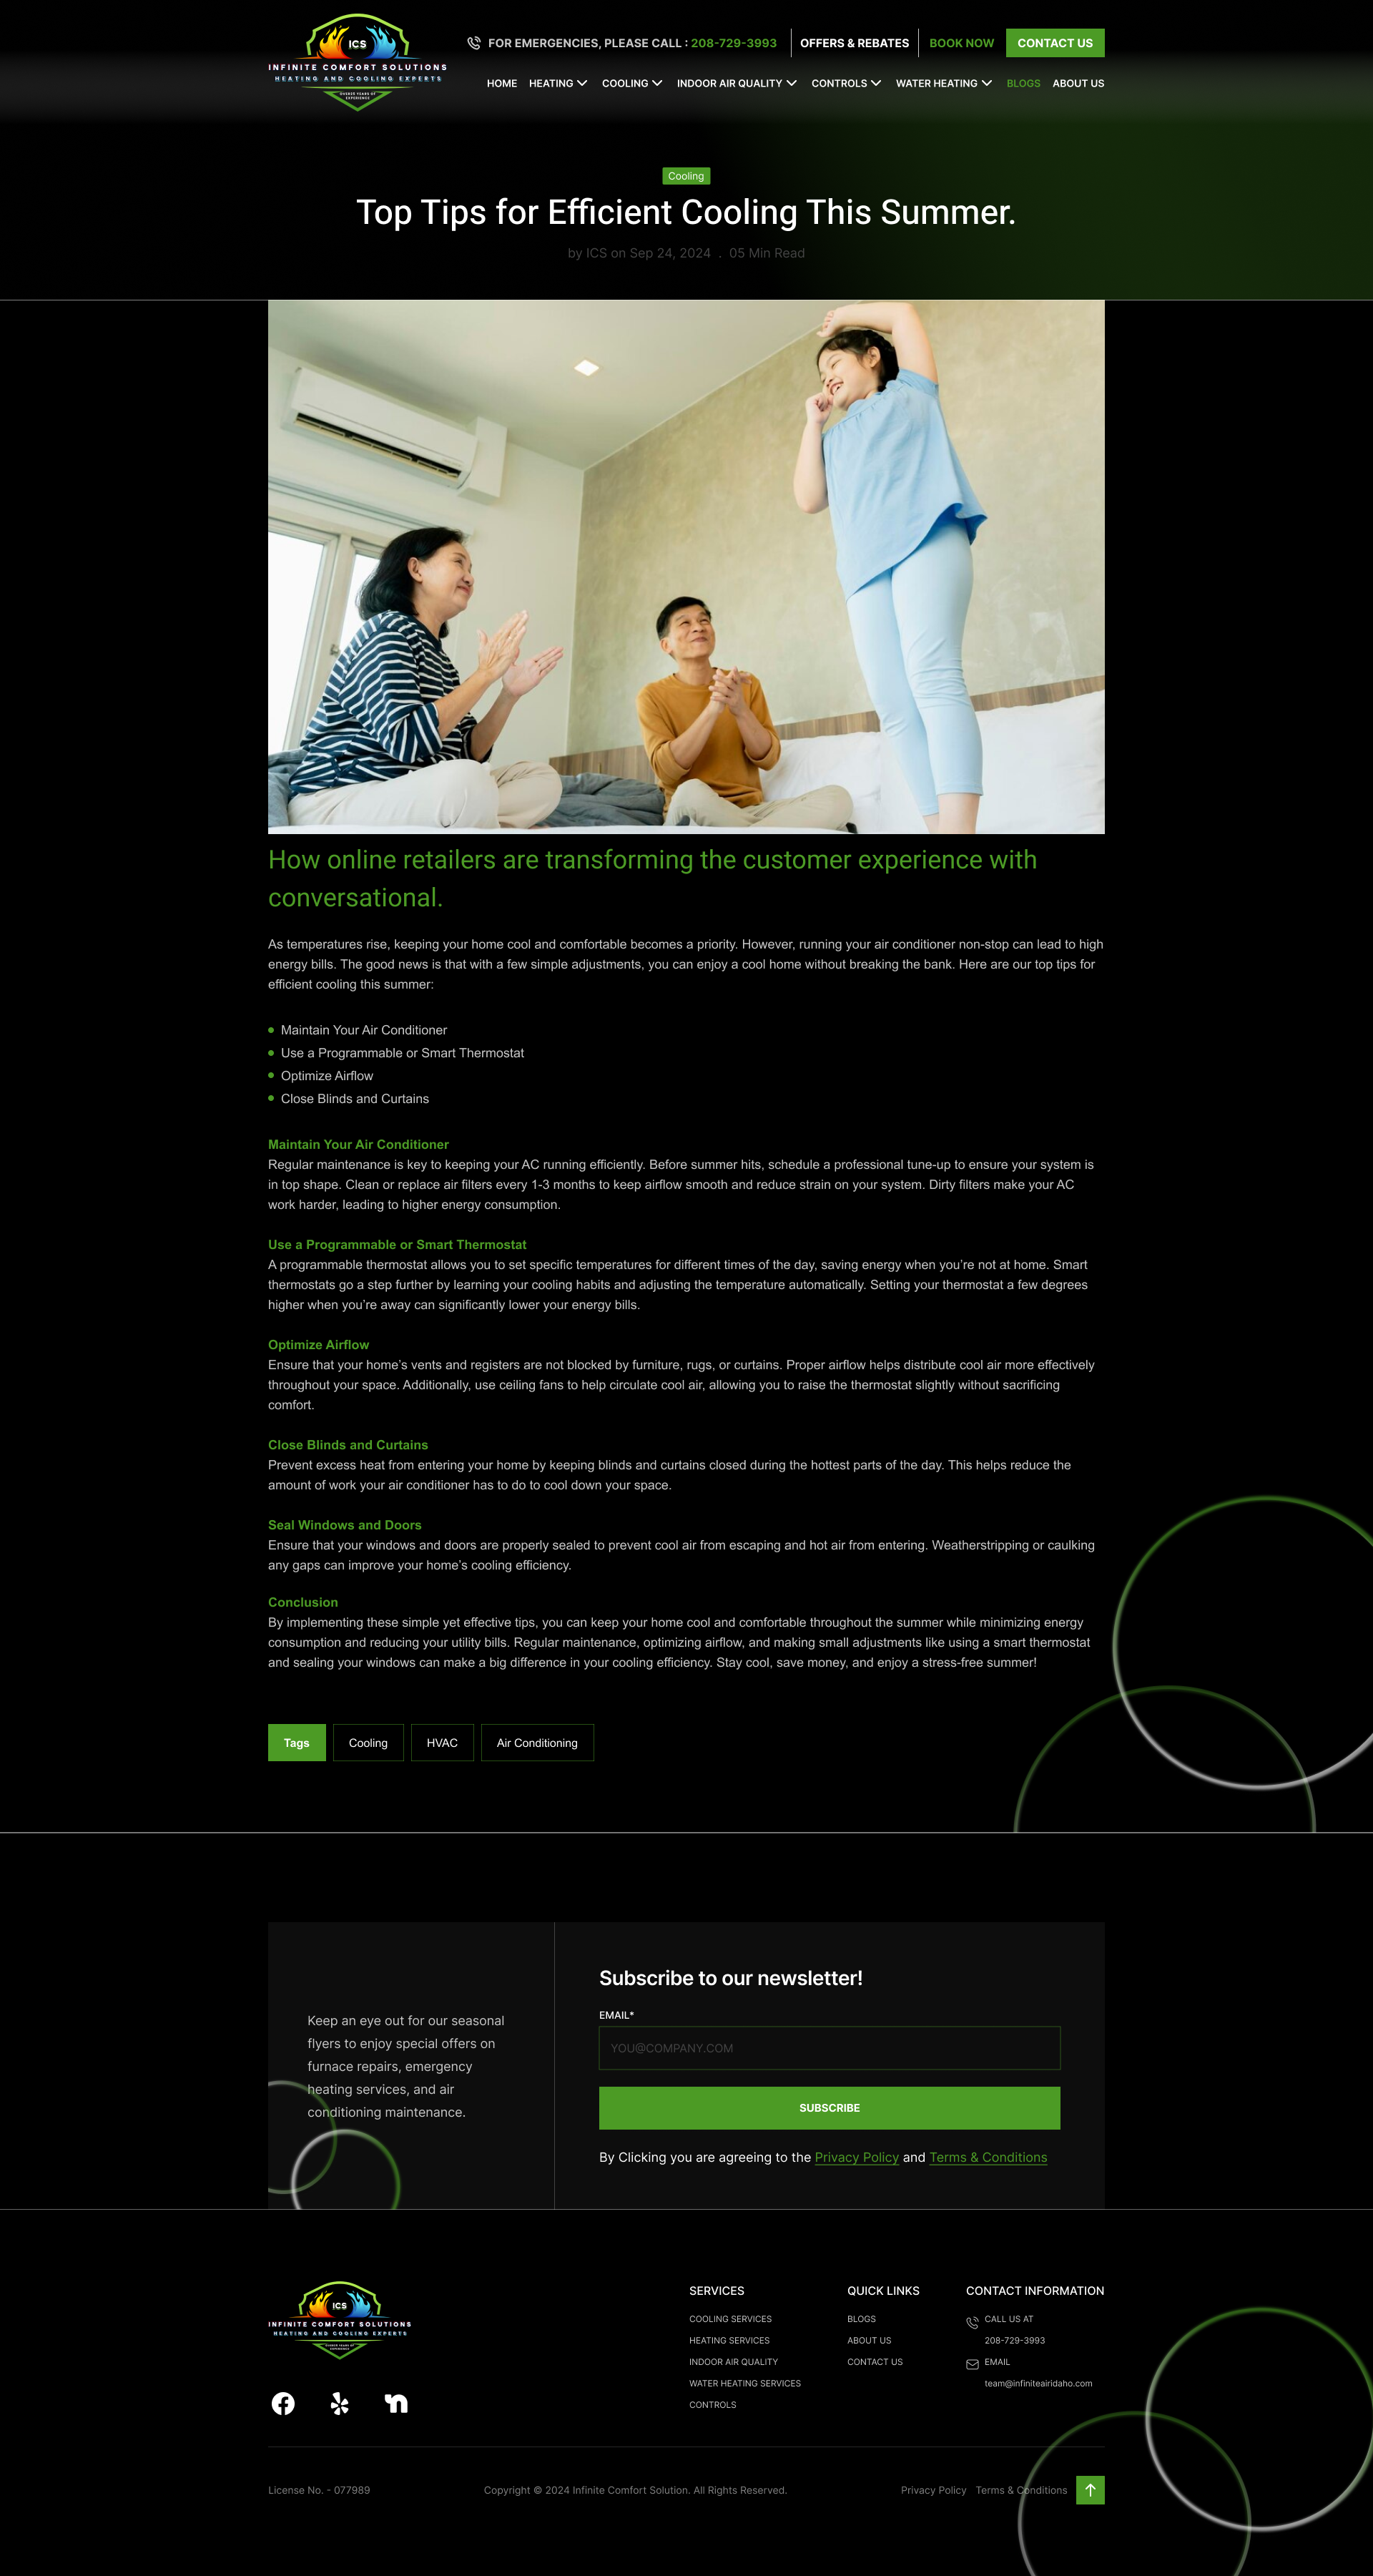 ICS
INFINITE COMFORT SOLUTIONS
HEATING AND COOLING EXPERTS
FOR EMERGENCIES, PLEASE CALL : 208-729-3993
OFFERS & REBATES
BOOK NOW
CONTACT US
HOME HEATING COOLING INDOOR AIR QUALITY CONTROLS WATER HEATING BLOGS ABOUT US
Cooling
Top Tips for Efficient Cooling This Summer.
by ICS on Sep 24, 2024 . 05 Min Read
How online retailers are transforming the customer experience with
conversational.
As temperatures rise, keeping your home cool and comfortable becomes a priority. However, running your air conditioner non-stop can lead to high
energy bills. The good news is that with a few simple adjustments, you can enjoy a cool home without breaking the bank. Here are our top tips for
efficient cooling this summer:
Maintain Your Air Conditioner
Use a Programmable or Smart Thermostat
Optimize Airflow
Close Blinds and Curtains
Maintain Your Air Conditioner
Regular maintenance is key to keeping your AC running efficiently. Before summer hits, schedule a professional tune-up to ensure your system is
in top shape. Clean or replace air filters every 1-3 months to keep airflow smooth and reduce strain on your system. Dirty filters make your AC
work harder, leading to higher energy consumption.
Use a Programmable or Smart Thermostat
A programmable thermostat allows you to set specific temperatures for different times of the day, saving energy when you’re not at home. Smart
thermostats go a step further by learning your cooling habits and adjusting the temperature automatically. Setting your thermostat a few degrees
higher when you’re away can significantly lower your energy bills.
Optimize Airflow
Ensure that your home’s vents and registers are not blocked by furniture, rugs, or curtains. Proper airflow helps distribute cool air more effectively
throughout your space. Additionally, use ceiling fans to help circulate cool air, allowing you to raise the thermostat slightly without sacrificing
comfort.
Close Blinds and Curtains
Prevent excess heat from entering your home by keeping blinds and curtains closed during the hottest parts of the day. This helps reduce the
amount of work your air conditioner has to do to cool down your space.
Seal Windows and Doors
Ensure that your windows and doors are properly sealed to prevent cool air from escaping and hot air from entering. Weatherstripping or caulking
any gaps can improve your home’s cooling efficiency.
Conclusion
By implementing these simple yet effective tips, you can keep your home cool and comfortable throughout the summer while minimizing energy
consumption and reducing your utility bills. Regular maintenance, optimizing airflow, and making small adjustments like using a smart thermostat
and sealing your windows can make a big difference in your cooling efficiency. Stay cool, save money, and enjoy a stress-free summer!
Tags Cooling HVAC Air Conditioning
Keep an eye out for our seasonal
flyers to enjoy special offers on
furnace repairs, emergency
heating services, and air
conditioning maintenance.
Subscribe to our newsletter!
EMAIL*
YOU@COMPANY.COM
SUBSCRIBE
By Clicking you are agreeing to the Privacy Policy and Terms & Conditions
ICS
INFINITE COMFORT SOLUTIONS
HEATING AND COOLING EXPERTS
SERVICES
COOLING SERVICES
HEATING SERVICES
INDOOR AIR QUALITY
WATER HEATING SERVICES
CONTROLS
QUICK LINKS
BLOGS
ABOUT US
CONTACT US
CONTACT INFORMATION
CALL US AT
208-729-3993
EMAIL
team@infiniteairidaho.com
License No. - 077989
Copyright © 2024 Infinite Comfort Solution. All Rights Reserved.
Privacy Policy Terms & Conditions